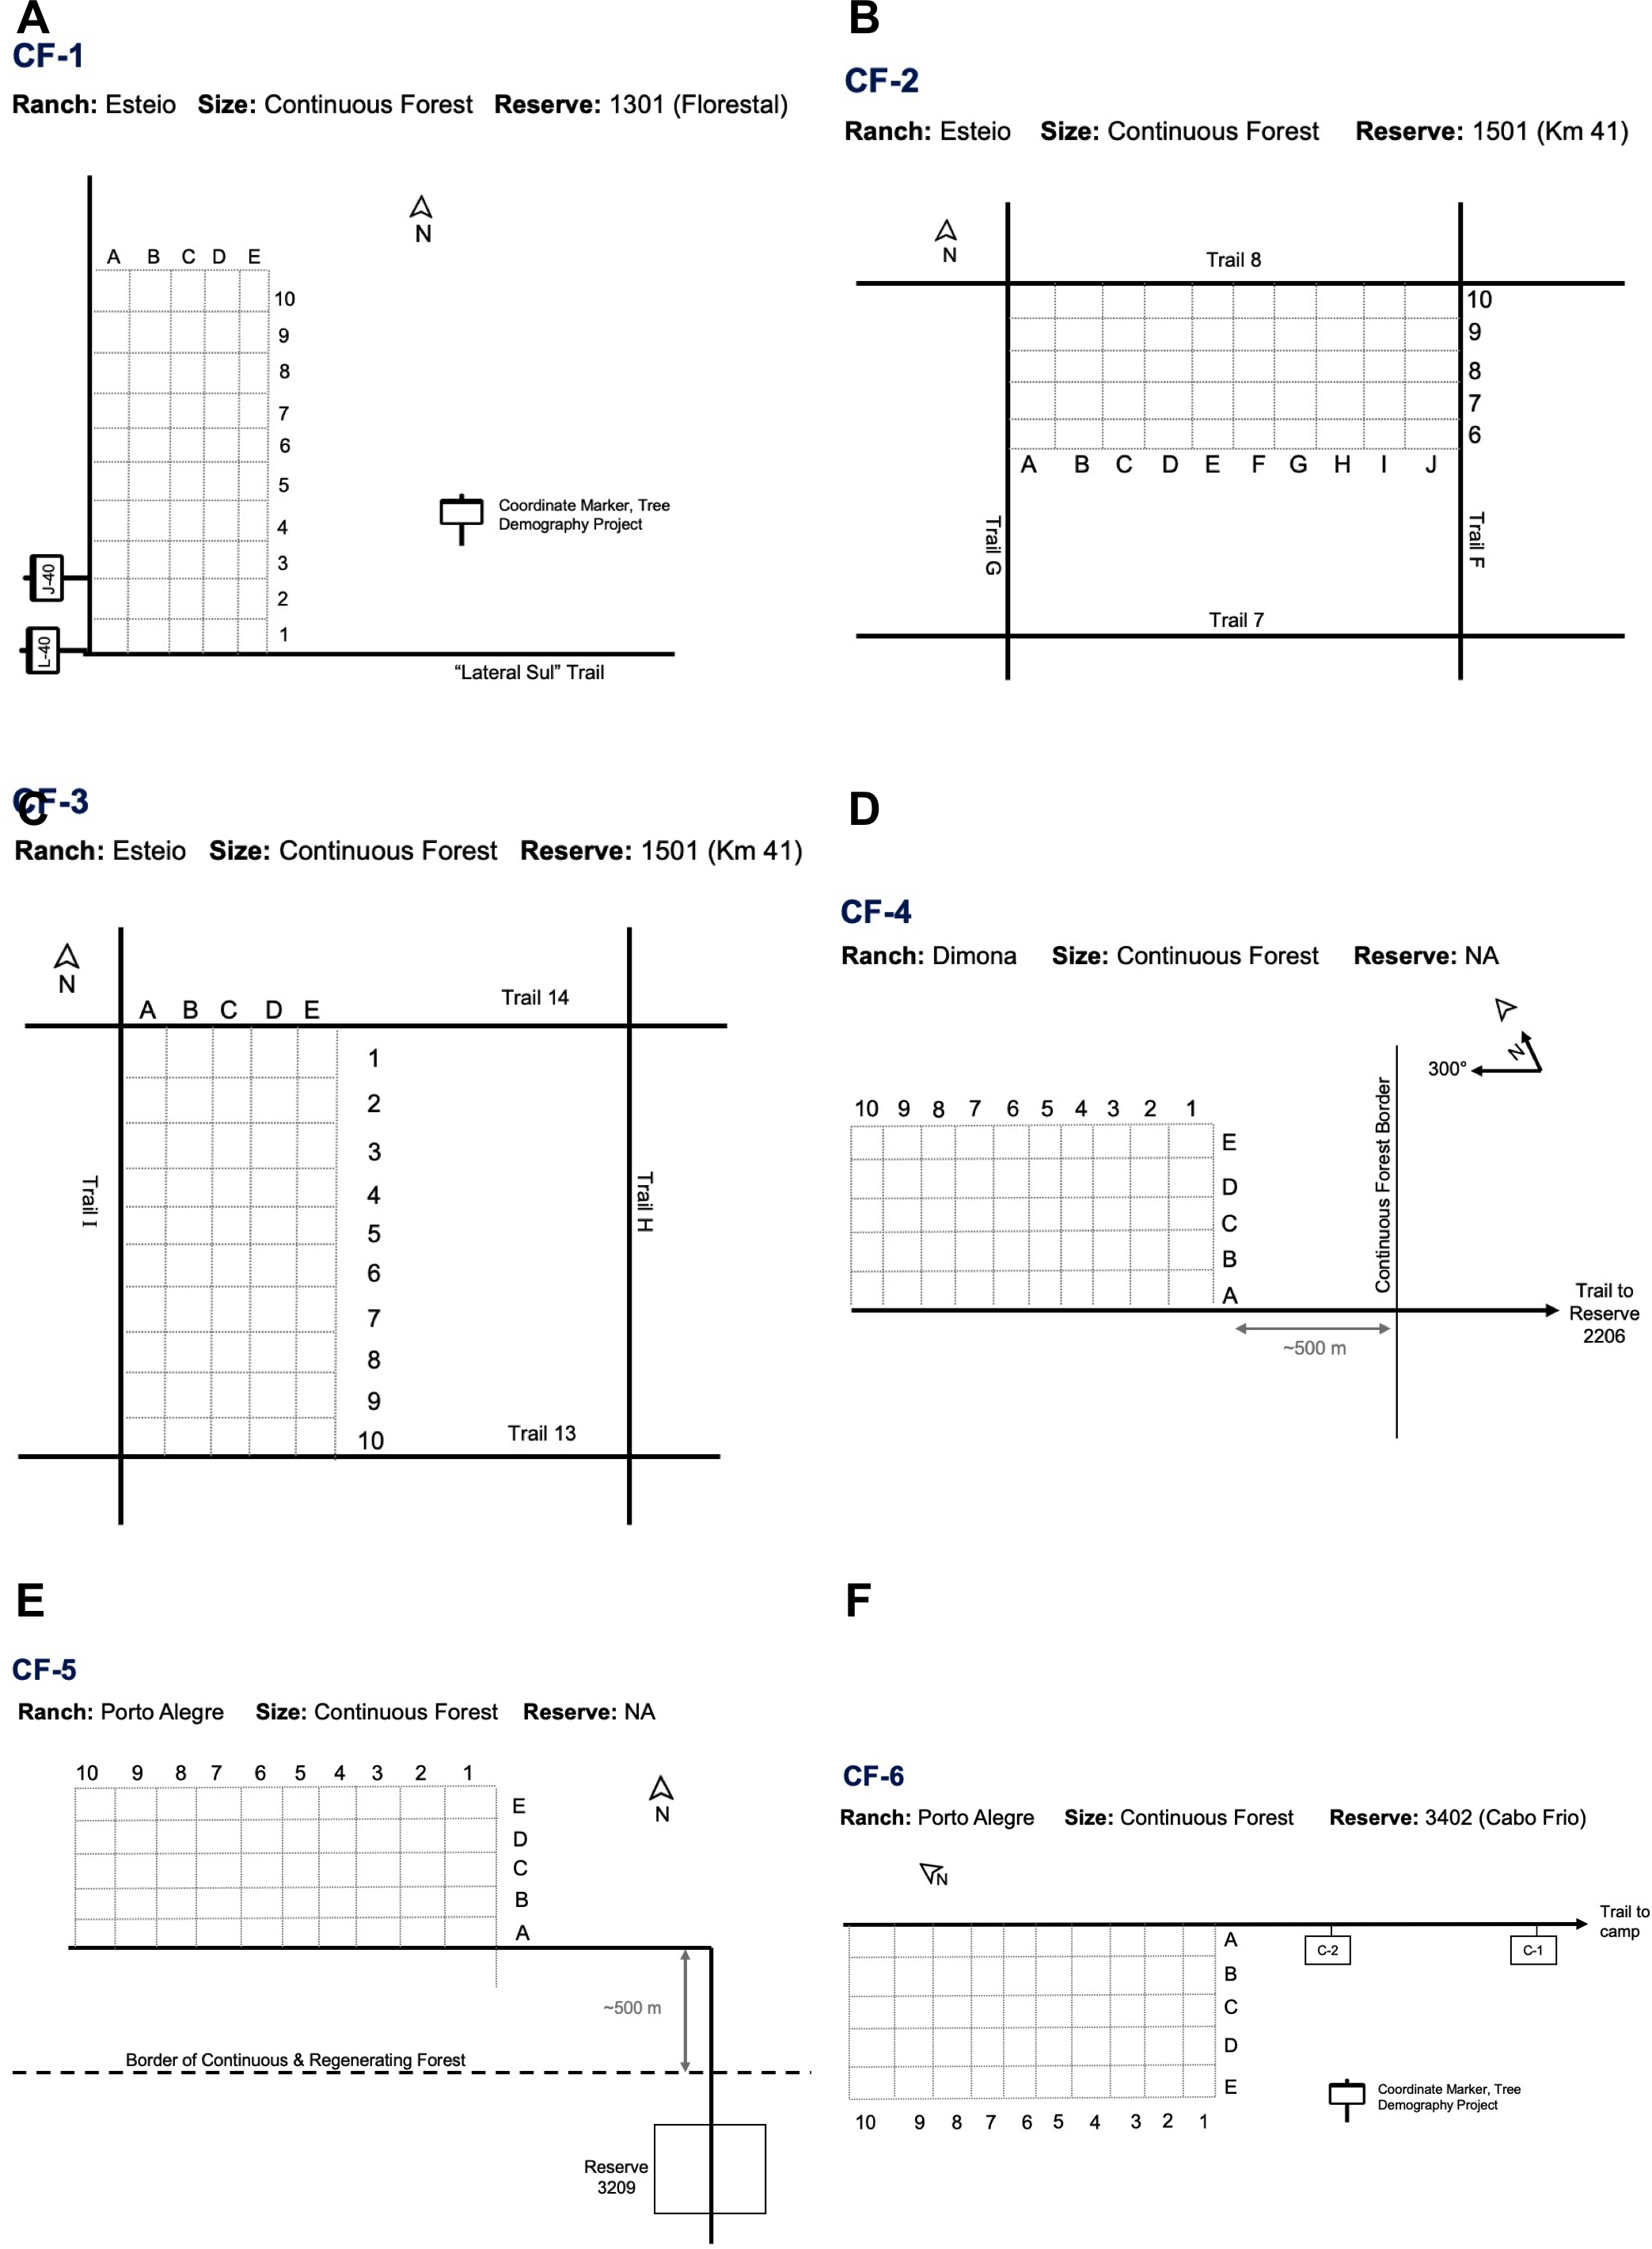 A
CF-1
Ranch: Esteio Size: Continuous Forest Reserve: 1301 (Florestal)
N
A B C D E
10
9
8
7
6
5
4
3
2
1
Coordinate Marker, Tree
Demography Project
J-40
L-40
“Lateral Sul” Trail
B
CF-2
Ranch: Esteio Size: Continuous Forest Reserve: 1501 (Km 41)
N
Trail 8
10
9
8
7
6
A B C D E F G H I J
Trail G
Trail F
Trail 7
C
CF-3
Ranch: Esteio Size: Continuous Forest Reserve: 1501 (Km 41)
N
A B C D E
Trail 14
1
2
3
4
5
6
7
8
9
10
Trail I
Trail H
Trail 13
D
CF-4
Ranch: Dimona Size: Continuous Forest Reserve: NA
N
300°
10 9 8 7 6 5 4 3 2 1
E
D
C
B
A
Continuous Forest Border
~500 m
Trail to
Reserve
2206
E
CF-5
Ranch: Porto Alegre Size: Continuous Forest Reserve: NA
10 9 8 7 6 5 4 3 2 1
N
E
D
C
B
A
~500 m
Border of Continuous & Regenerating Forest
Reserve
3209
F
CF-6
Ranch: Porto Alegre Size: Continuous Forest Reserve: 3402 (Cabo Frio)
N
Trail to
camp
C-2
C-1
A
B
C
D
E
10 9 8 7 6 5 4 3 2 1
Coordinate Marker, Tree
Demography Project